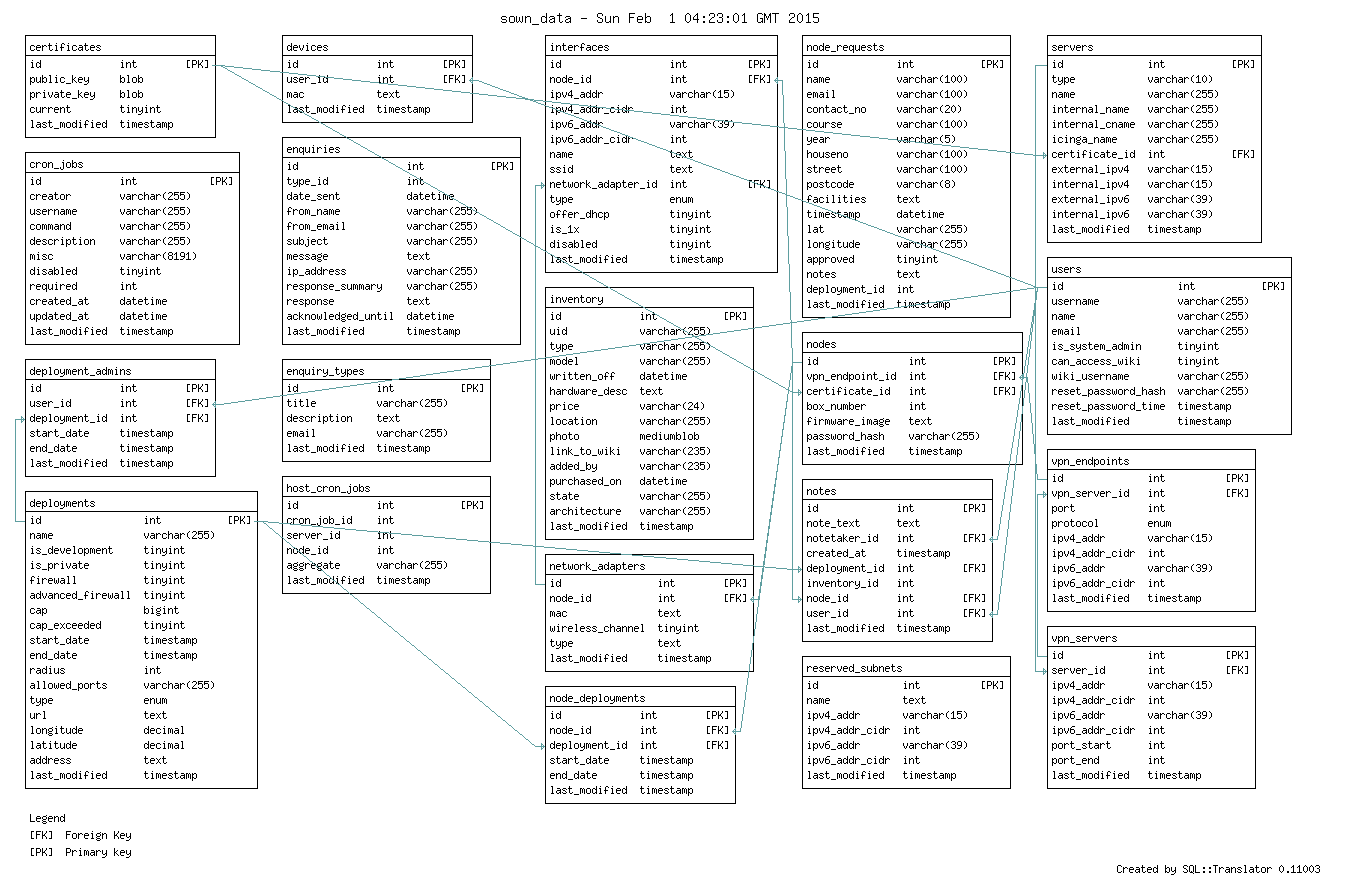 sown_data - Sun Feb  1 04:23:01 GMT 2015
certificates
id int [PK]
public_key blob
private_key blob
current tinyint
last_modified timestamp
cron_jobs
id int [PK]
creator varchar(255)
username varchar(255)
command varchar(255)
description varchar(255)
misc varchar(8191)
disabled tinyint
required int
created_at datetime
updated_at datetime
last_modified timestamp
deployment_admins
id int [PK]
user_id int [FK]
deployment_id int [FK]
start_date timestamp
end_date timestamp
last_modified timestamp
deployments
id int [PK]
name varchar(255)
is_development tinyint
is_private tinyint
firewall tinyint
advanced_firewall tinyint
cap bigint
cap_exceeded tinyint
start_date timestamp
end_date timestamp
radius int
allowed_ports varchar(255)
type enum
url text
longitude decimal
latitude decimal
address text
last_modified timestamp
devices
id int [PK]
user_id int [FK]
mac text
last_modified timestamp
enquiries
id int [PK]
type_id int
date_sent datetime
from_name varchar(255)
from_email varchar(255)
subject varchar(255)
message text
ip_address varchar(255)
response_summary varchar(255)
response text
acknowledged_until datetime
last_modified timestamp
enquiry_types
id int [PK]
title varchar(255)
description text
email varchar(255)
last_modified timestamp
host_cron_jobs
id int [PK]
cron_job_id int
server_id int
node_id int
aggregate varchar(255)
last_modified timestamp
interfaces
id int [PK]
node_id int [FK]
ipv4_addr varchar(15)
ipv4_addr_cidr int
ipv6_addr varchar(39)
ipv6_addr_cidr int
name text
ssid text
network_adapter_id int [FK]
type enum
offer_dhcp tinyint
is_1x tinyint
disabled tinyint
last_modified timestamp
inventory
id int [PK]
uid varchar(255)
type varchar(255)
model varchar(255)
written_off datetime
hardware_desc text
price varchar(24)
location varchar(255)
photo mediumblob
link_to_wiki varchar(235)
added_by varchar(235)
purchased_on datetime
state varchar(255)
architecture varchar(255)
last_modified timestamp
network_adapters
id int [PK]
node_id int [FK]
mac text
wireless_channel tinyint
type text
last_modified timestamp
node_deployments
id int [PK]
node_id int [FK]
deployment_id int [FK]
start_date timestamp
end_date timestamp
last_modified timestamp
node_requests
id int [PK]
name varchar(100)
email varchar(100)
contact_no varchar(20)
course varchar(100)
year varchar(5)
houseno varchar(100)
street varchar(100)
postcode varchar(8)
facilities text
timestamp datetime
lat varchar(255)
longitude varchar(255)
approved tinyint
notes text
deployment_id int
last_modified timestamp
nodes
id int [PK]
vpn_endpoint_id int [FK]
certificate_id int [FK]
box_number int
firmware_image text
password_hash varchar(255)
last_modified timestamp
notes
id int [PK]
note_text text
notetaker_id int [FK]
created_at timestamp
deployment_id int [FK]
inventory_id int
node_id int [FK]
user_id int [FK]
last_modified timestamp
reserved_subnets
id int [PK]
name text
ipv4_addr varchar(15)
ipv4_addr_cidr int
ipv6_addr varchar(39)
ipv6_addr_cidr int
last_modified timestamp
servers
id int [PK]
type varchar(10)
name varchar(255)
internal_name varchar(255)
internal_cname varchar(255)
icinga_name varchar(255)
certificate_id int [FK]
external_ipv4 varchar(15)
internal_ipv4 varchar(15)
external_ipv6 varchar(39)
internal_ipv6 varchar(39)
last_modified timestamp
users
id int [PK]
username varchar(255)
name varchar(255)
email varchar(255)
is_system_admin tinyint
can_access_wiki tinyint
wiki_username varchar(255)
reset_password_hash varchar(255)
reset_password_time timestamp
last_modified timestamp
vpn_endpoints
id int [PK]
vpn_server_id int [FK]
port int
protocol enum
ipv4_addr varchar(15)
ipv4_addr_cidr int
ipv6_addr varchar(39)
ipv6_addr_cidr int
last_modified timestamp
vpn_servers
id int [PK]
server_id int [FK]
ipv4_addr varchar(15)
ipv4_addr_cidr int
ipv6_addr varchar(39)
ipv6_addr_cidr int
port_start int
port_end int
last_modified timestamp
Legend
[FK] Foreign Key
[PK] Primary key
Created by SQL::Translator 0.11003